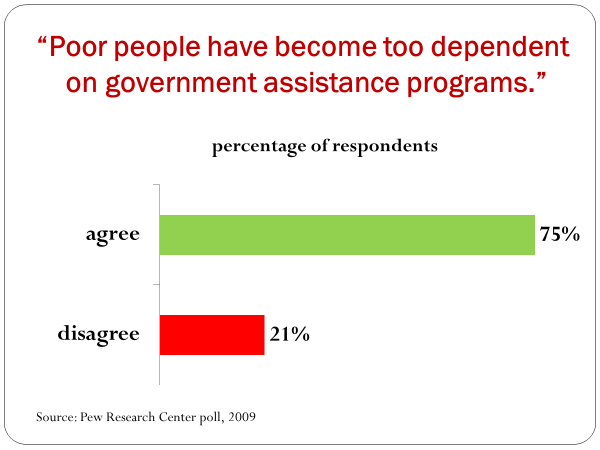 “Poor people have become too dependent
on government assistance programs.”
percentage of respondents
agree
75%
disagree
21%
Source: Pew Research Center poll, 2009